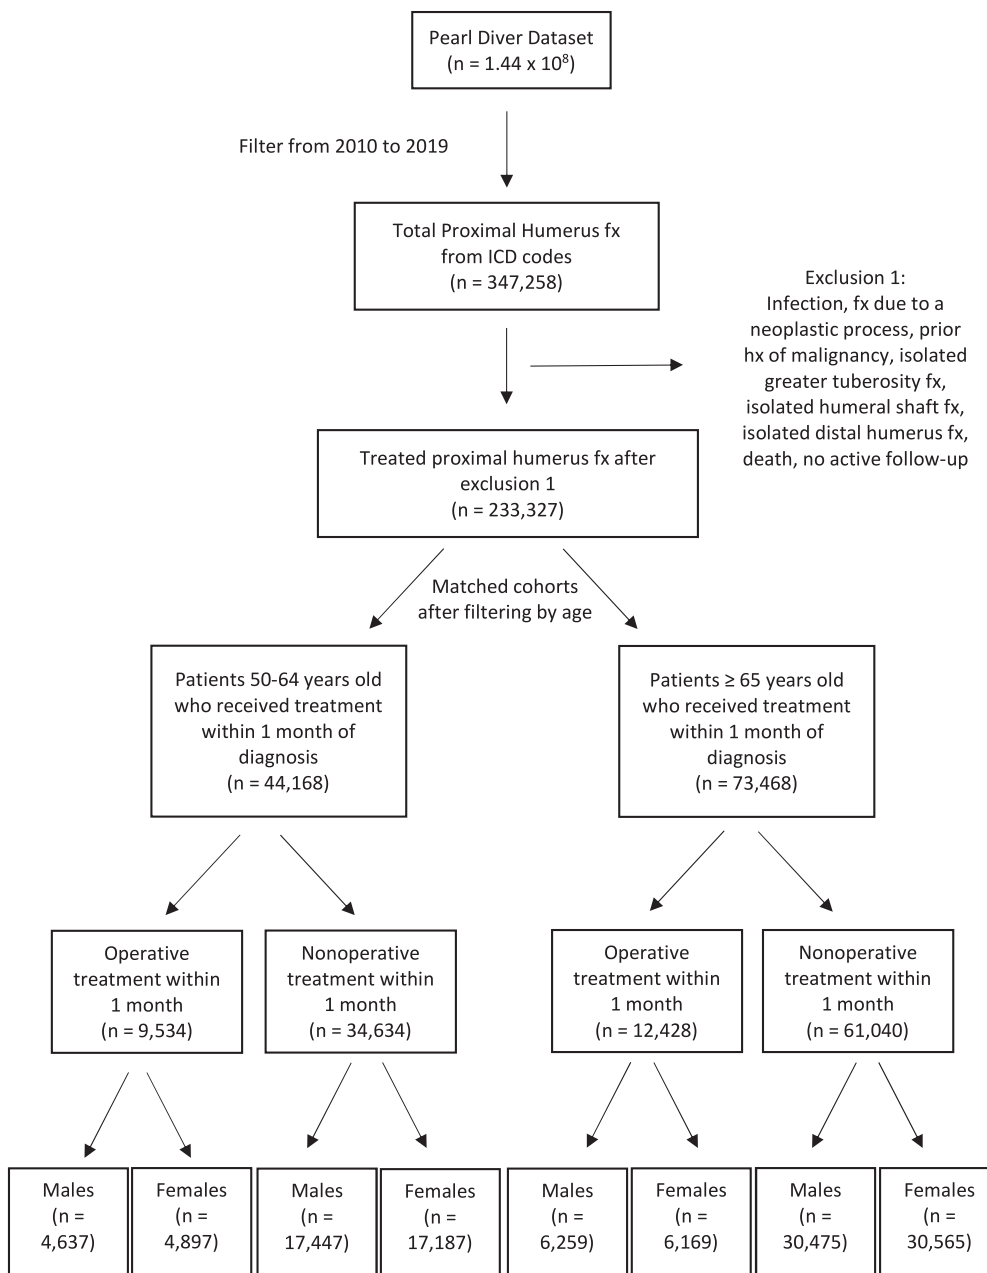 Pearl Diver Dataset
(n = 1.44 x 10⁸)
Filter from 2010 to 2019
Total Proximal Humerus fx
from ICD codes
(n = 347,258)
Exclusion 1:
Infection, fx due to a
neoplastic process, prior
hx of malignancy, isolated
greater tuberosity fx,
isolated humeral shaft fx,
isolated distal humerus fx,
death, no active follow-up
Treated proximal humerus fx after
exclusion 1
(n = 233,327)
Matched cohorts
after filtering by age
Patients 50-64 years old
who received treatment
within 1 month of
diagnosis
(n = 44,168)
Patients ≥ 65 years old
who received treatment
within 1 month of
diagnosis
(n = 73,468)
Operative
treatment within
1 month
(n = 9,534)
Nonoperative
treatment within
1 month
(n = 34,634)
Operative
treatment within
1 month
(n = 12,428)
Nonoperative
treatment within
1 month
(n = 61,040)
Males
(n =
4,637)
Females
(n =
4,897)
Males
(n =
17,447)
Females
(n =
17,187)
Males
(n =
6,259)
Females
(n =
6,169)
Males
(n =
30,475)
Females
(n =
30,565)